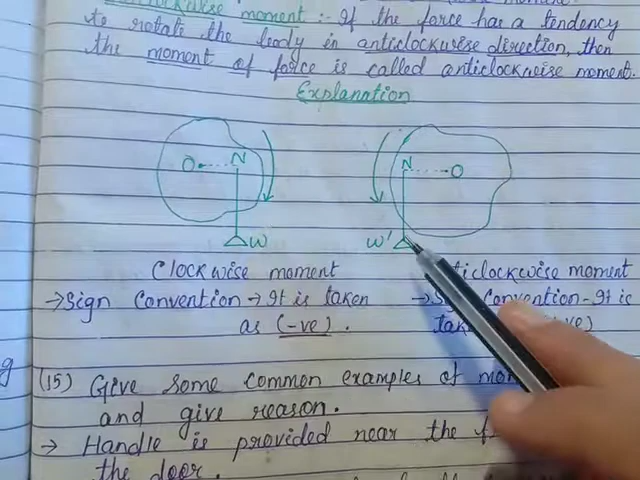 moment :- If the force has a tendency
to rotate the body in anticlockwise direction, then
the moment of force is called anticlockwise moment.
Explanation
O N
N O
W
W'
Clockwise moment
anticlockwise moment
→ Sign Convention → It is taken
as (-ve).
→ Convention - It is
(15) Give some common examples of
and give reason.
→ Handle is provided near the
the door.